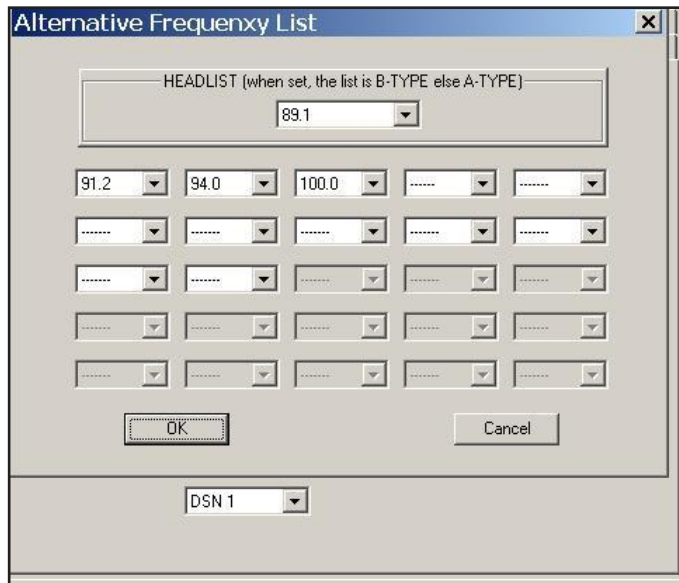 Alternative Frequenxy List
HEADLIST (when set, the list is B-TYPE else A-TYPE)
89.1
91.2 94.0 100.0 ------ -------
------- ------- ------- ------- -------
------- ------- ------- ------- -------
------- ------- ------- ------- -------
------- ------- ------- ------- -------
OK Cancel
DSN 1